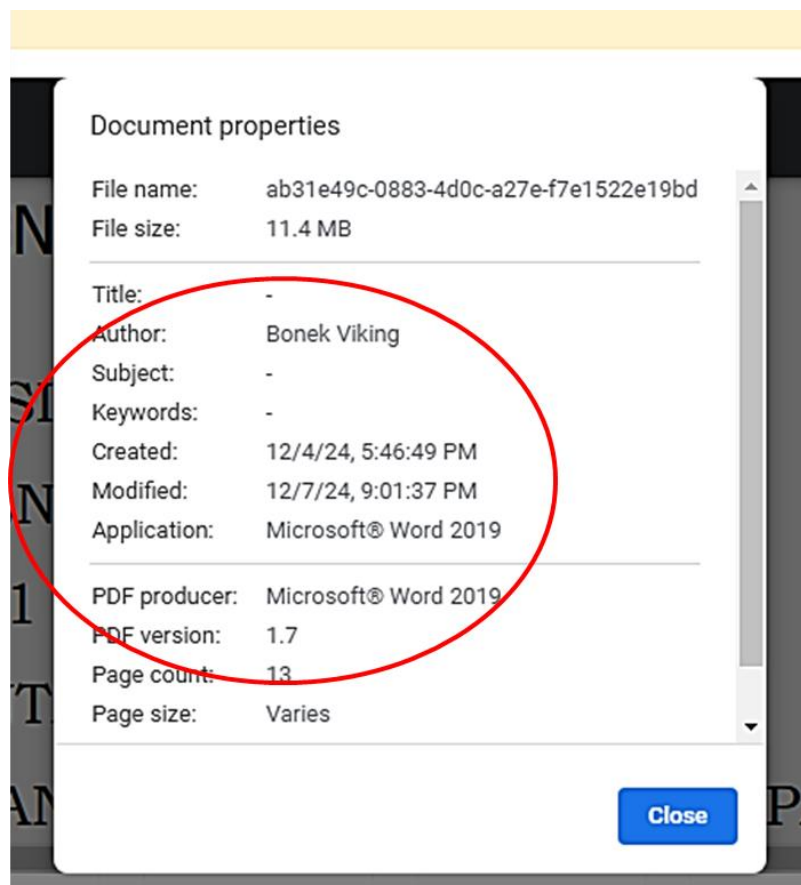 Document properties
File name: ab31e49c-0883-4d0c-a27e-f7e1522e19bd
File size: 11.4 MB
Title: -
Author: Bonek Viking
Subject: -
Keywords: -
Created: 12/4/24, 5:46:49 PM
Modified: 12/7/24, 9:01:37 PM
Application: Microsoft® Word 2019
PDF producer: Microsoft® Word 2019
PDF version: 1.7
Page count: 13
Page size: Varies
Close